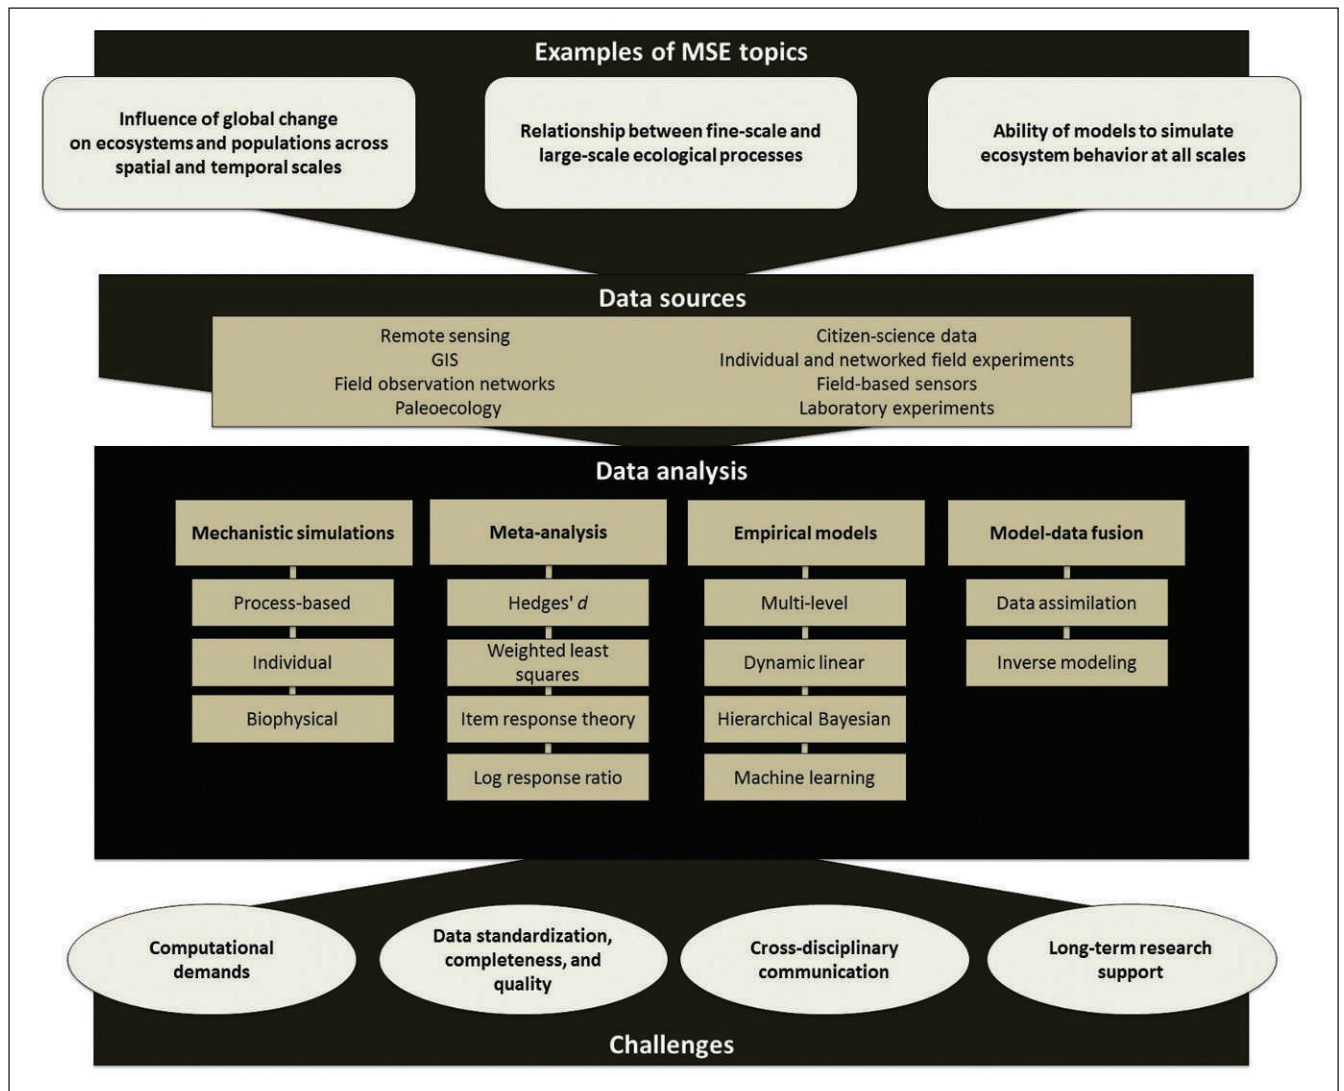 Examples of MSE topics
Influence of global change
on ecosystems and populations across
spatial and temporal scales
Relationship between fine-scale and
large-scale ecological processes
Ability of models to simulate
ecosystem behavior at all scales
Data sources
Remote sensing
GIS
Field observation networks
Paleoecology
Citizen-science data
Individual and networked field experiments
Field-based sensors
Laboratory experiments
Data analysis
Mechanistic simulations
Process-based
Individual
Biophysical
Meta-analysis
Hedges' d
Weighted least
squares
Item response theory
Log response ratio
Empirical models
Multi-level
Dynamic linear
Hierarchical Bayesian
Machine learning
Model-data fusion
Data assimilation
Inverse modeling
Computational
demands
Data standardization,
completeness, and
quality
Cross-disciplinary
communication
Long-term research
support
Challenges